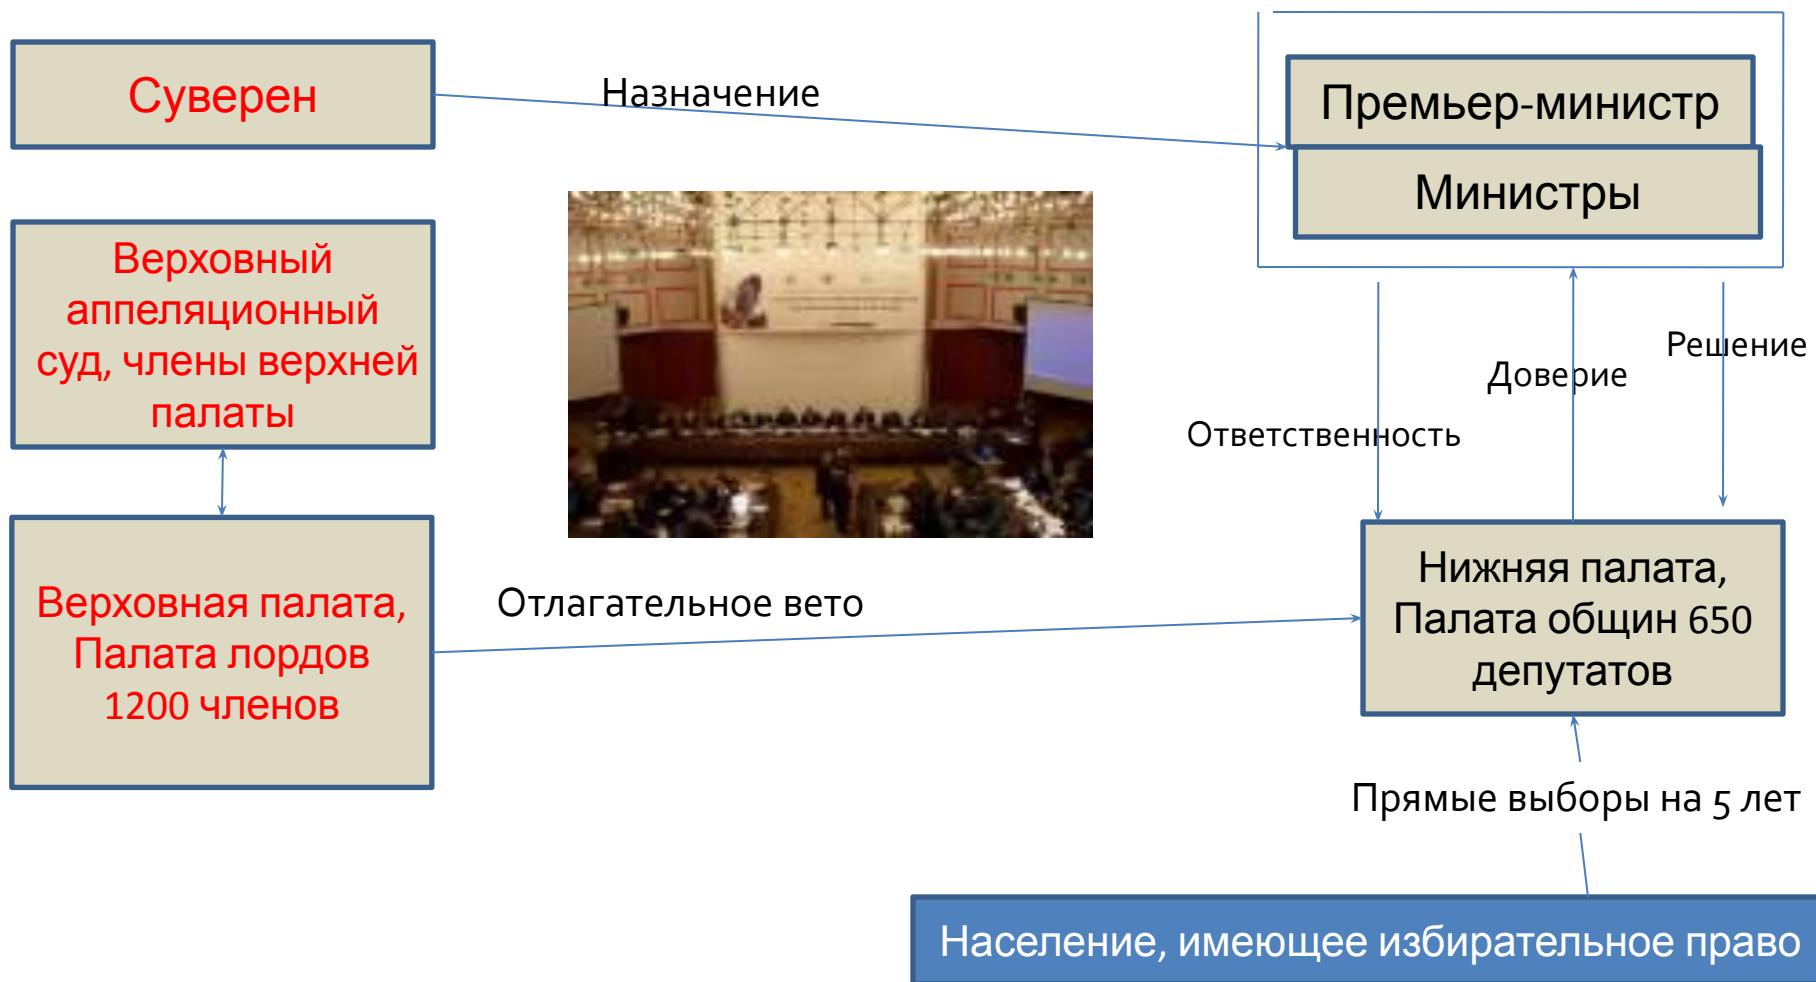 Суверен
Назначение
Премьер-министр
Министры
Верховный
аппеляционный
суд, члены верхней
палаты
Решение
Доверие
Ответственность
Верховная палата,
Палата лордов
1200 членов
Отлагательное вето
Нижняя палата,
Палата общин 650
депутатов
Прямые выборы на 5 лет
Население, имеющее избирательное право